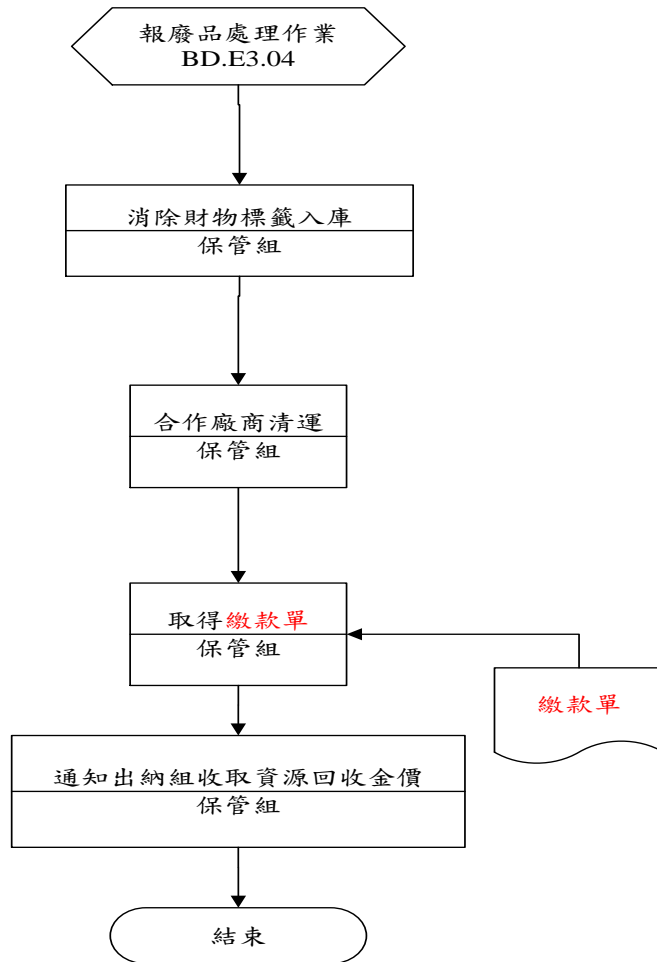 報廢品處理作業
BD.E3.04
消除財物標籤入庫
保管組
合作廠商清運
保管組
取得繳款單
保管組
繳款單
通知出納組收取資源回收金價
保管組
結束